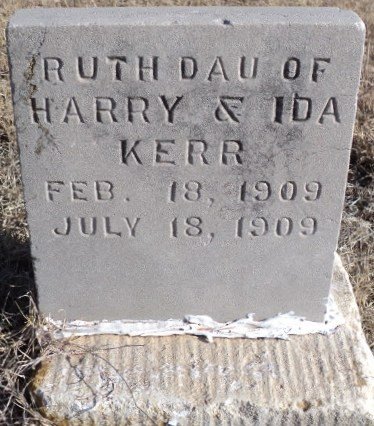 RUTH DAU OF
HARRY & IDA
KERR
FEB. 18, 1909
JULY 18, 1909